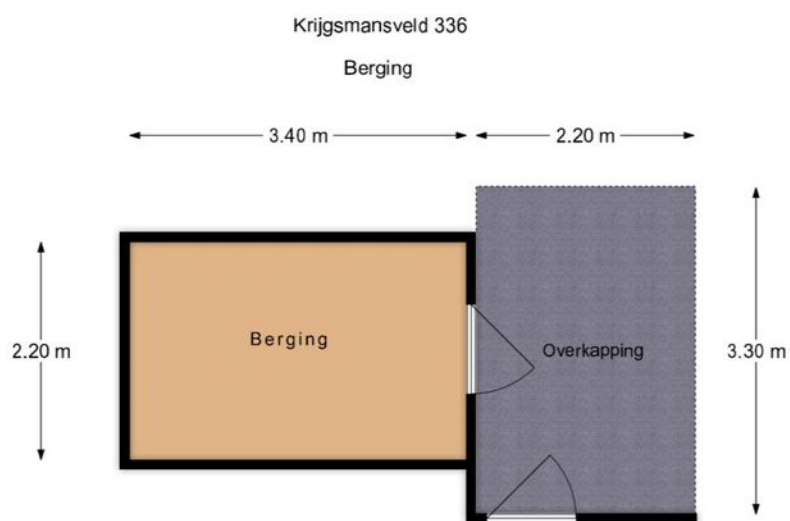 Krijgsmansveld 336
Berging
3.40 m 2.20 m
Berging
2.20 m Overkapping 3.30 m